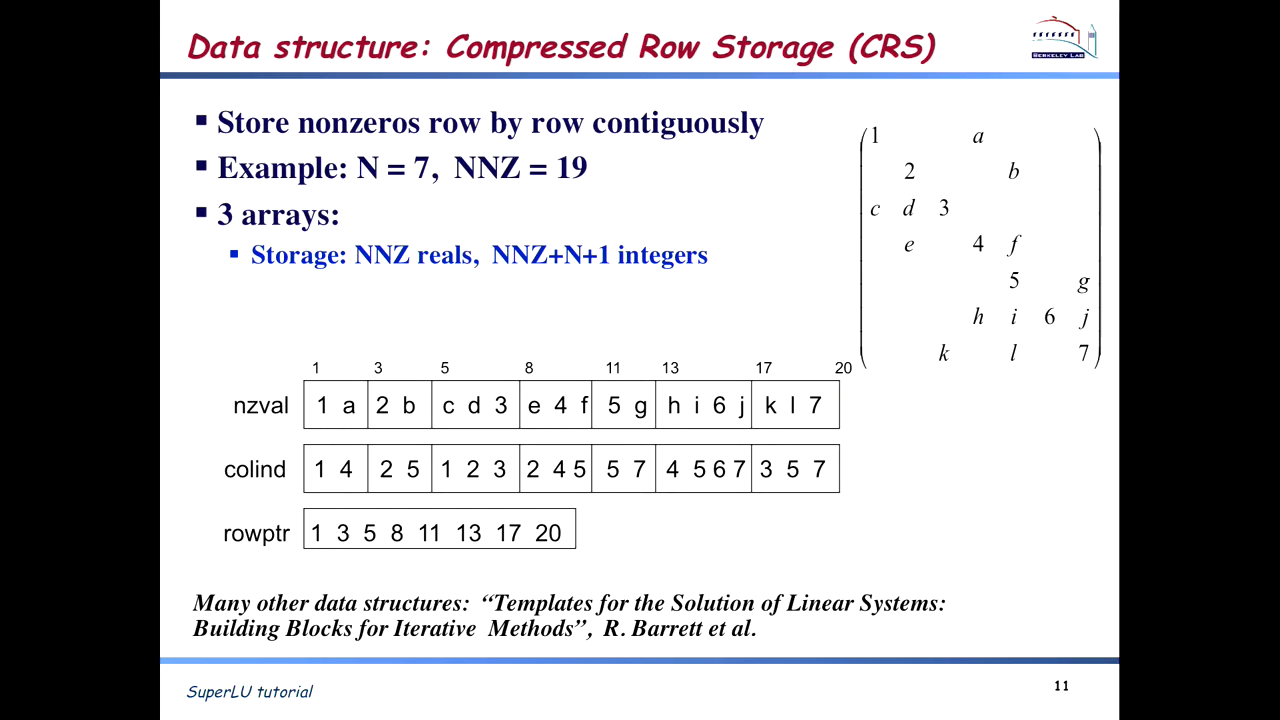 Data structure: Compressed Row Storage (CRS)
BERKELEY LAB
▪ Store nonzeros row by row contiguously
▪ Example: N = 7, NNZ = 19
▪ 3 arrays:
▪ Storage: NNZ reals, NNZ+N+1 integers
1 a
2 b
c d 3
e 4 f
5 g
h i 6 j
k l 7
1 3 5 8 11 13 17 20
nzval 1 a 2 b c d 3 e 4 f 5 g h i 6 j k l 7
colind 1 4 2 5 1 2 3 2 4 5 5 7 4 5 6 7 3 5 7
rowptr 1 3 5 8 11 13 17 20
Many other data structures: “Templates for the Solution of Linear Systems:
Building Blocks for Iterative Methods”, R. Barrett et al.
SuperLU tutorial
11